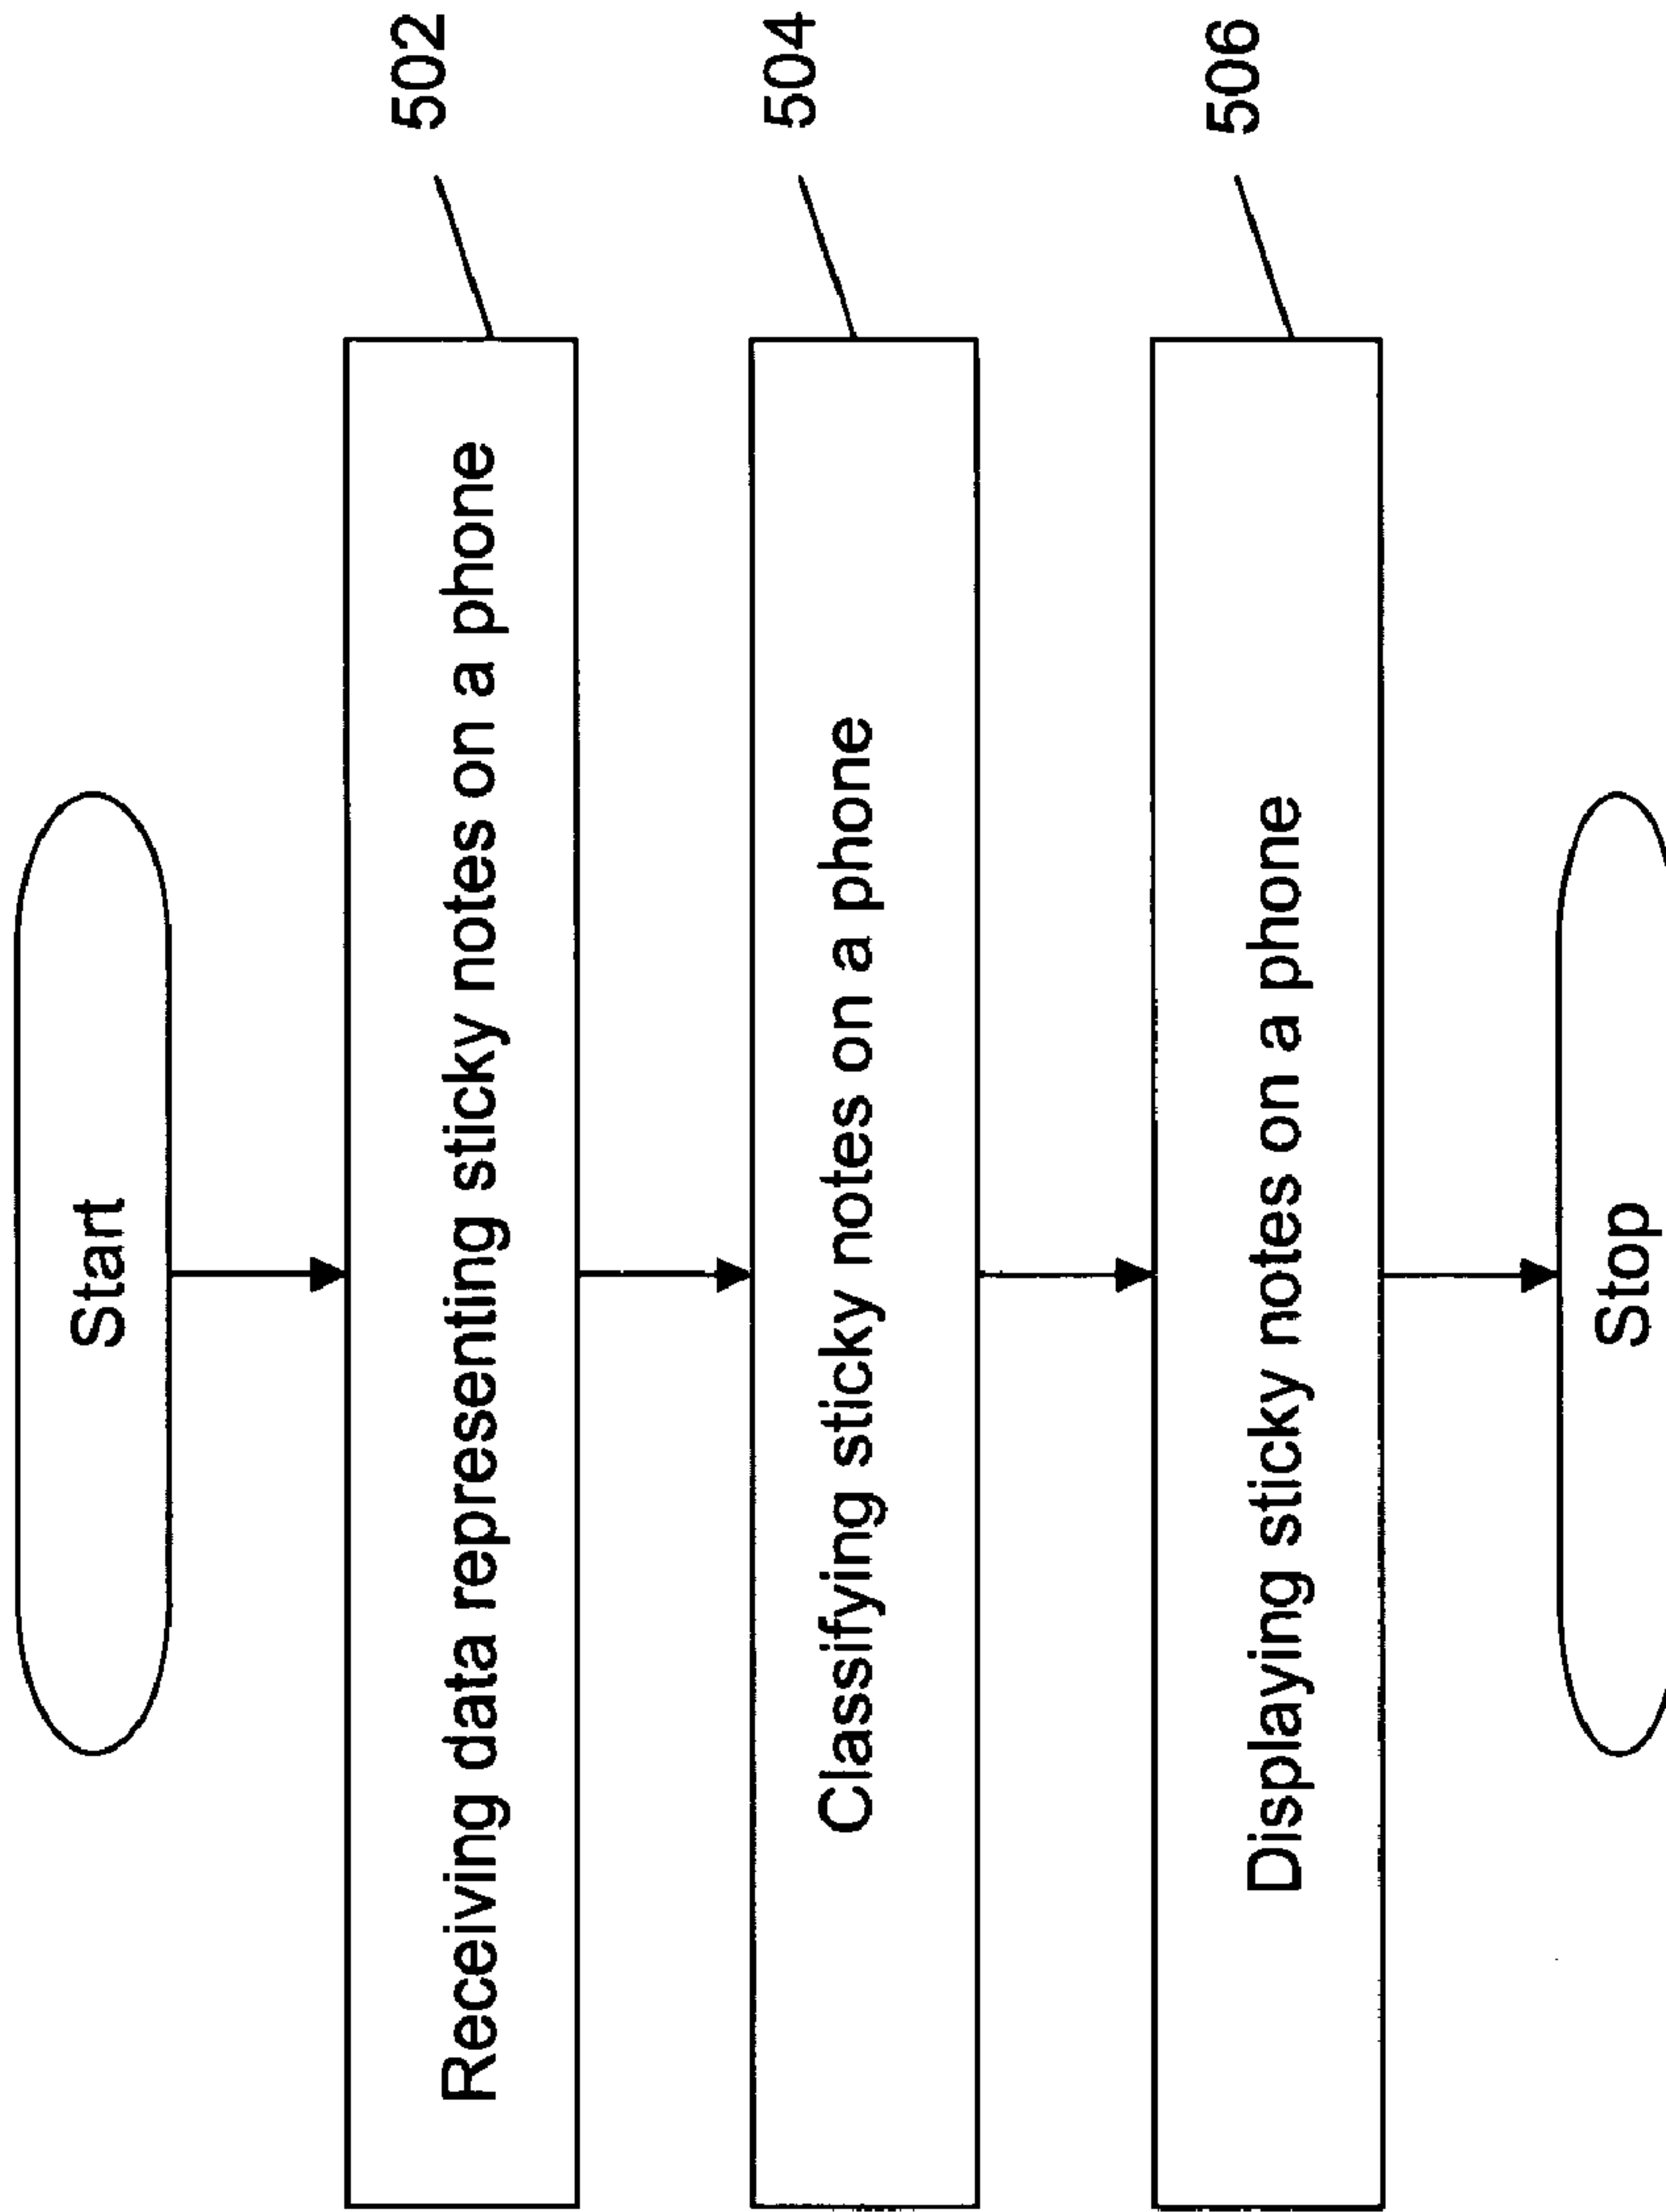 Start
Receiving data representing sticky notes on a phone
502
Classifying sticky notes on a phone
504
Displaying sticky notes on a phone
506
Stop